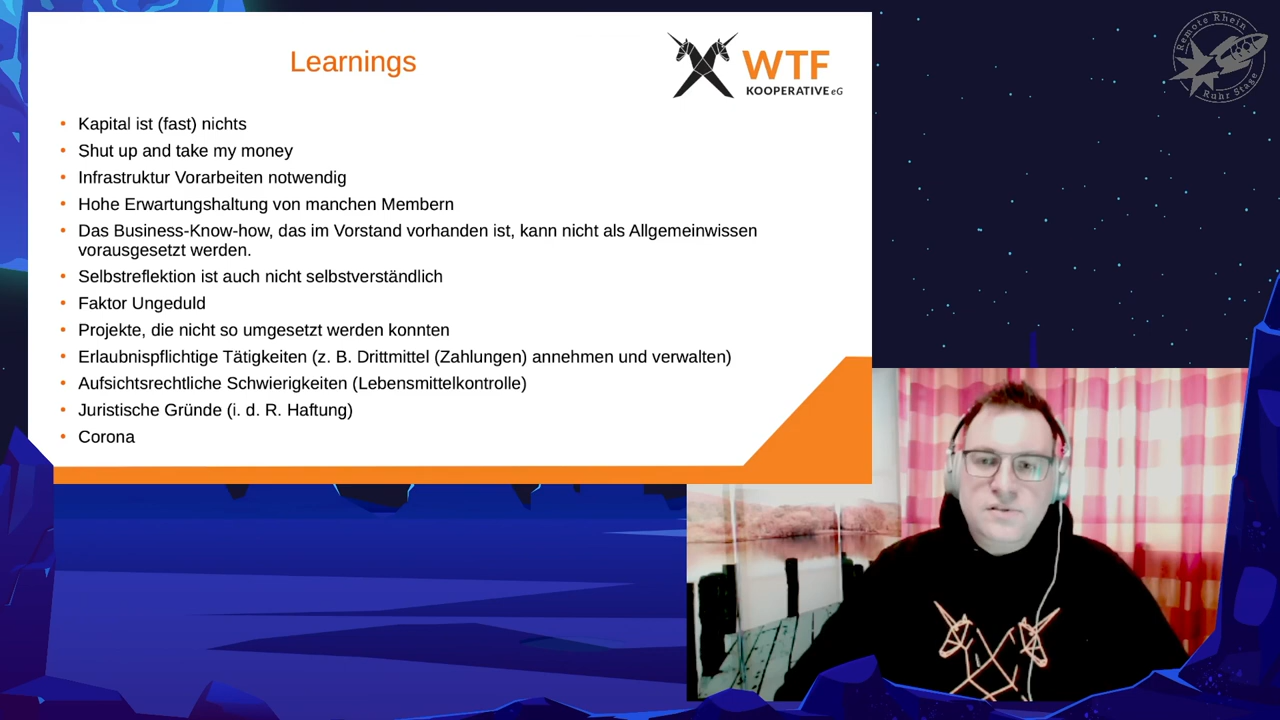 Learnings
WTF
KOOPERATIVE eG
Remote Rhein
Ruhr Stage
• Kapital ist (fast) nichts
• Shut up and take my money
• Infrastruktur Vorarbeiten notwendig
• Hohe Erwartungshaltung von manchen Membern
• Das Business-Know-how, das im Vorstand vorhanden ist, kann nicht als Allgemeinwissen
vorausgesetzt werden.
• Selbstreflektion ist auch nicht selbstverständlich
• Faktor Ungeduld
• Projekte, die nicht so umgesetzt werden konnten
• Erlaubnispflichtige Tätigkeiten (z. B. Drittmittel (Zahlungen) annehmen und verwalten)
• Aufsichtsrechtliche Schwierigkeiten (Lebensmittelkontrolle)
• Juristische Gründe (i. d. R. Haftung)
• Corona